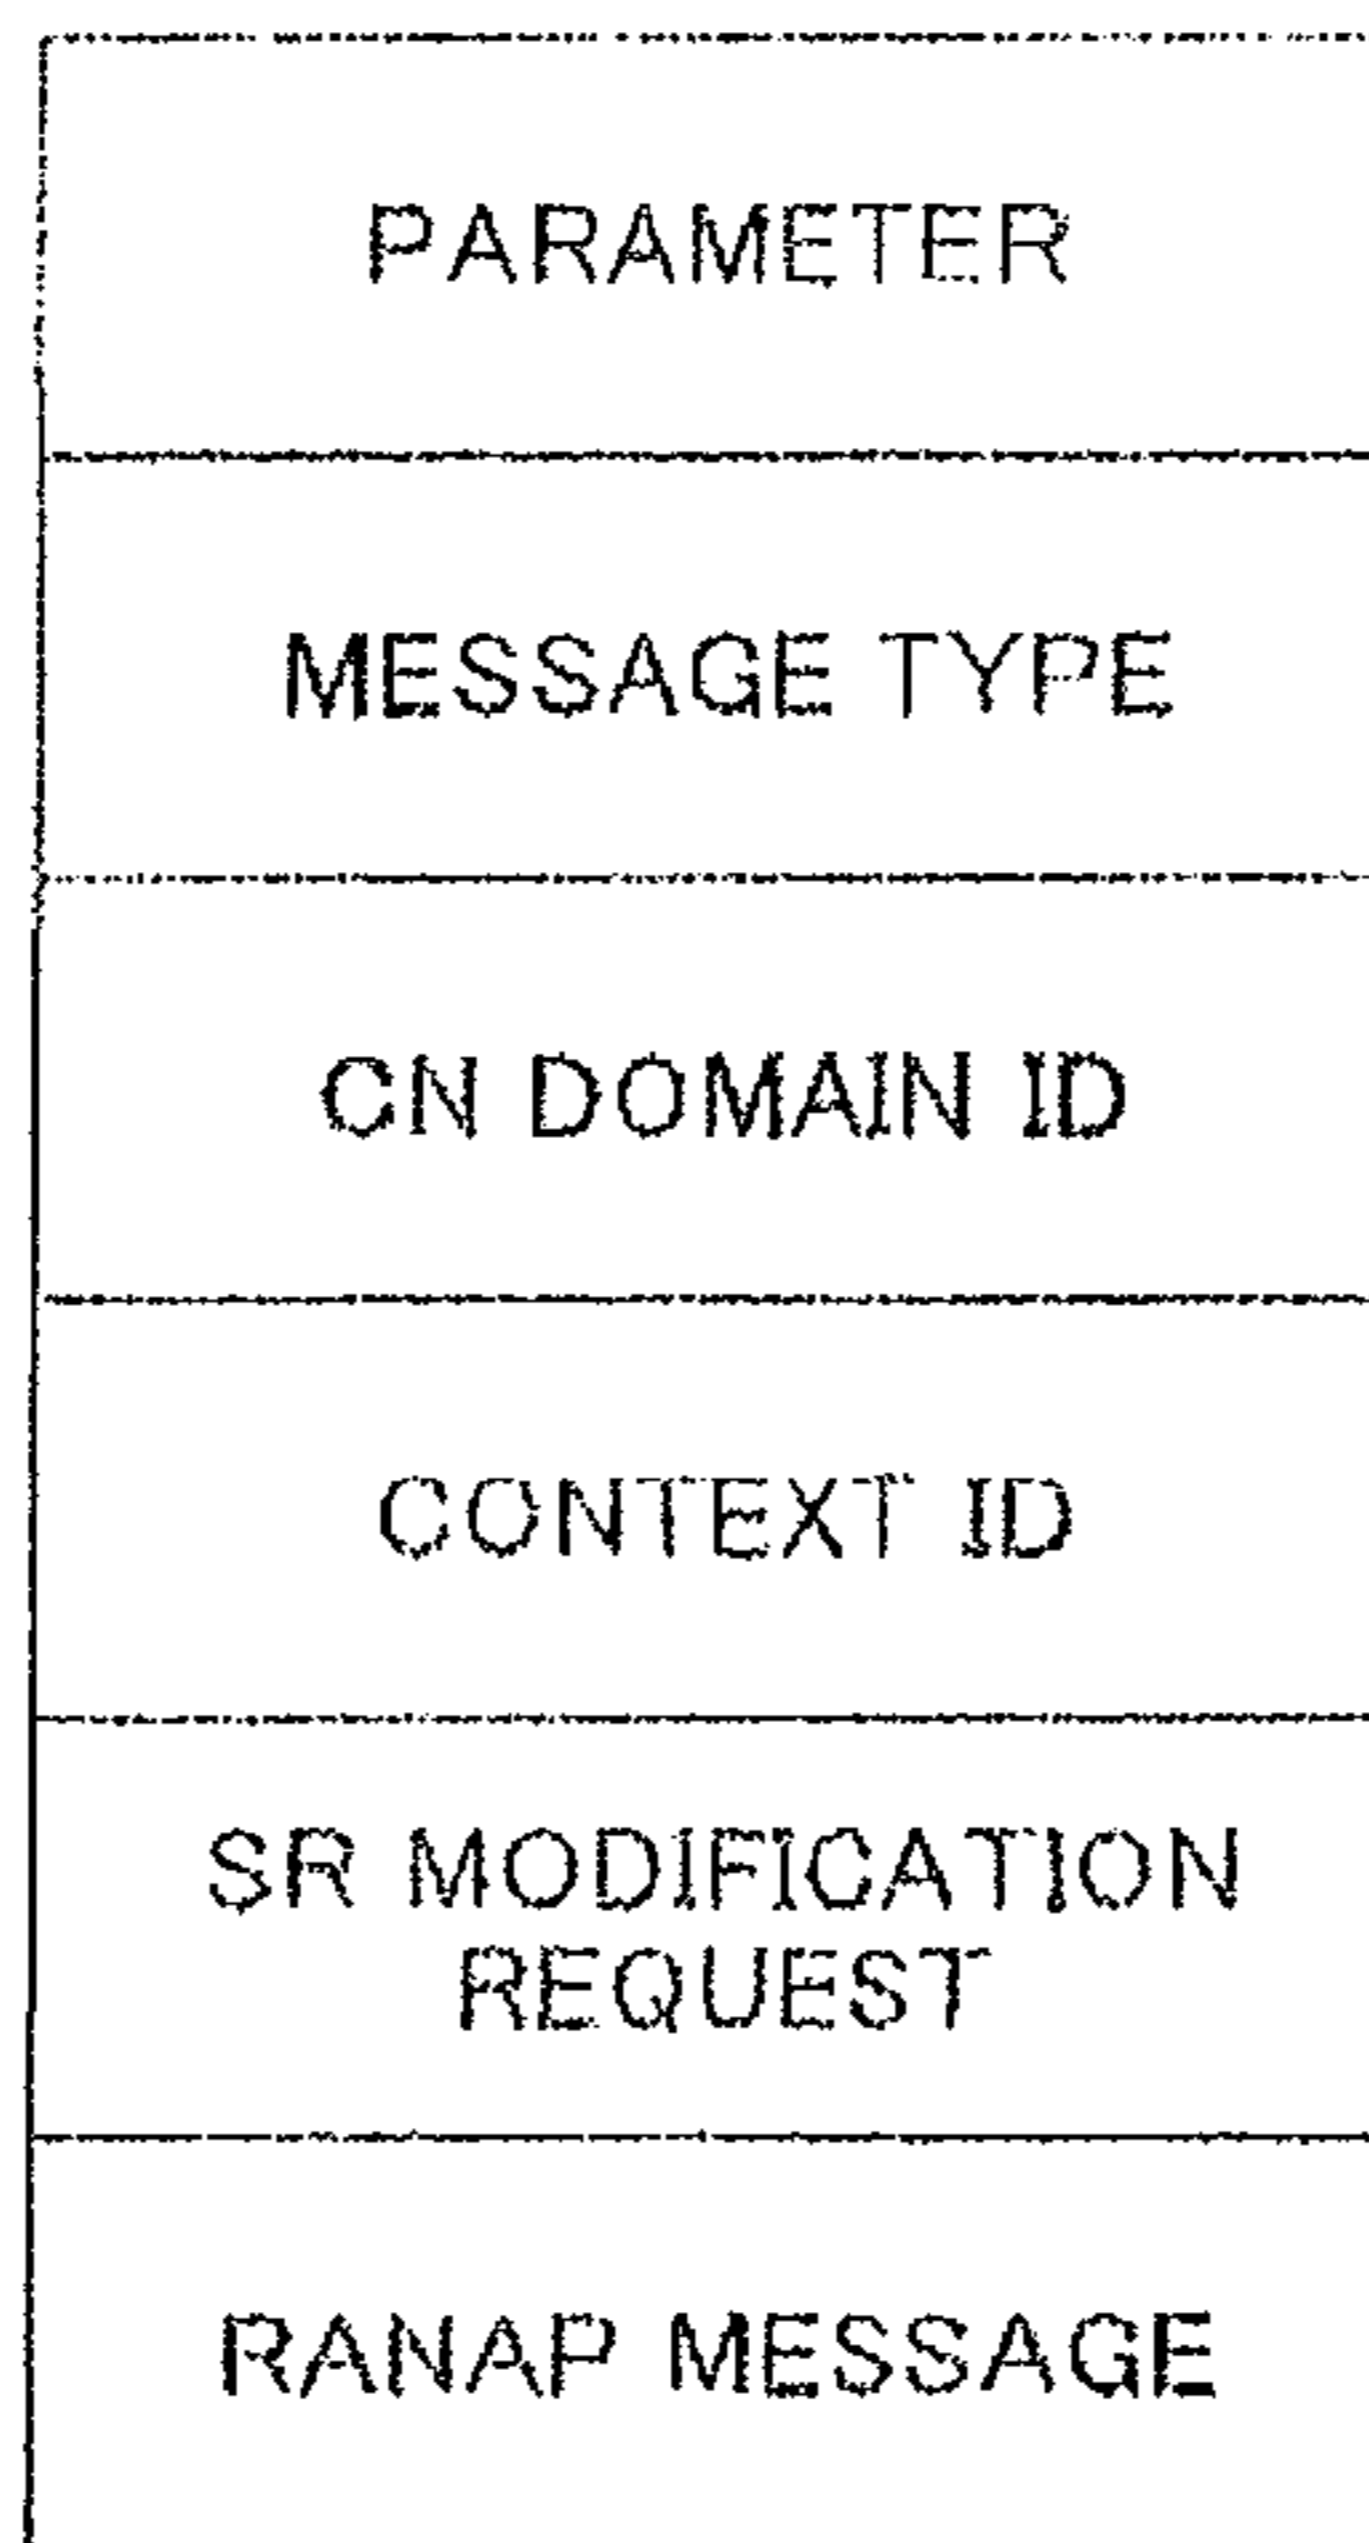 PARAMETER
MESSAGE TYPE
CN DOMAIN ID
CONTEXT ID
SR MODIFICATION
REQUEST
RANAP MESSAGE